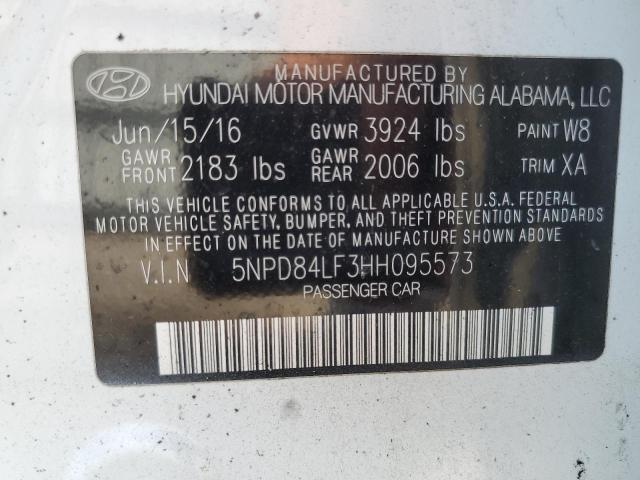 MANUFACTURED BY
HYUNDAI MOTOR MANUFACTURING ALABAMA, LLC
Jun/15/16 GVWR 3924 lbs PAINT W8
GAWR FRONT 2183 lbs GAWR REAR 2006 lbs TRIM XA
THIS VEHICLE CONFORMS TO ALL APPLICABLE U.S.A. FEDERAL
MOTOR VEHICLE SAFETY, BUMPER, AND THEFT PREVENTION STANDARDS
IN EFFECT ON THE DATE OF MANUFACTURE SHOWN ABOVE
V.I.N 5NPD84LF3HH095573
PASSENGER CAR